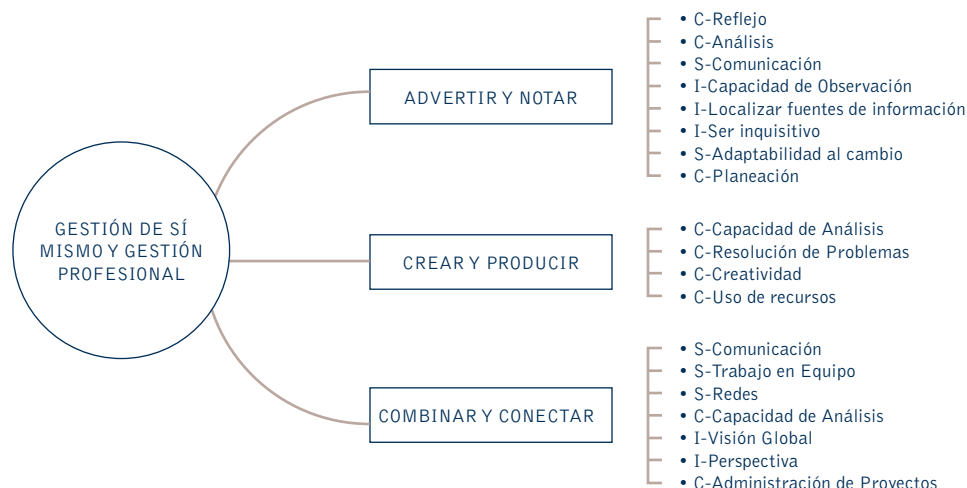 GESTIÓN DE SÍ
MISMO Y GESTIÓN
PROFESIONAL
ADVERTIR Y NOTAR
• C-Reflejo
• C-Análisis
• S-Comunicación
• I-Capacidad de Observación
• I-Localizar fuentes de información
• I-Ser inquisitivo
• S-Adaptabilidad al cambio
• C-Planeación
CREAR Y PRODUCIR
• C-Capacidad de Análisis
• C-Resolución de Problemas
• C-Creatividad
• C-Uso de recursos
COMBINAR Y CONECTAR
• S-Comunicación
• S-Trabajo en Equipo
• S-Redes
• C-Capacidad de Análisis
• I-Visión Global
• I-Perspectiva
• C-Administración de Proyectos